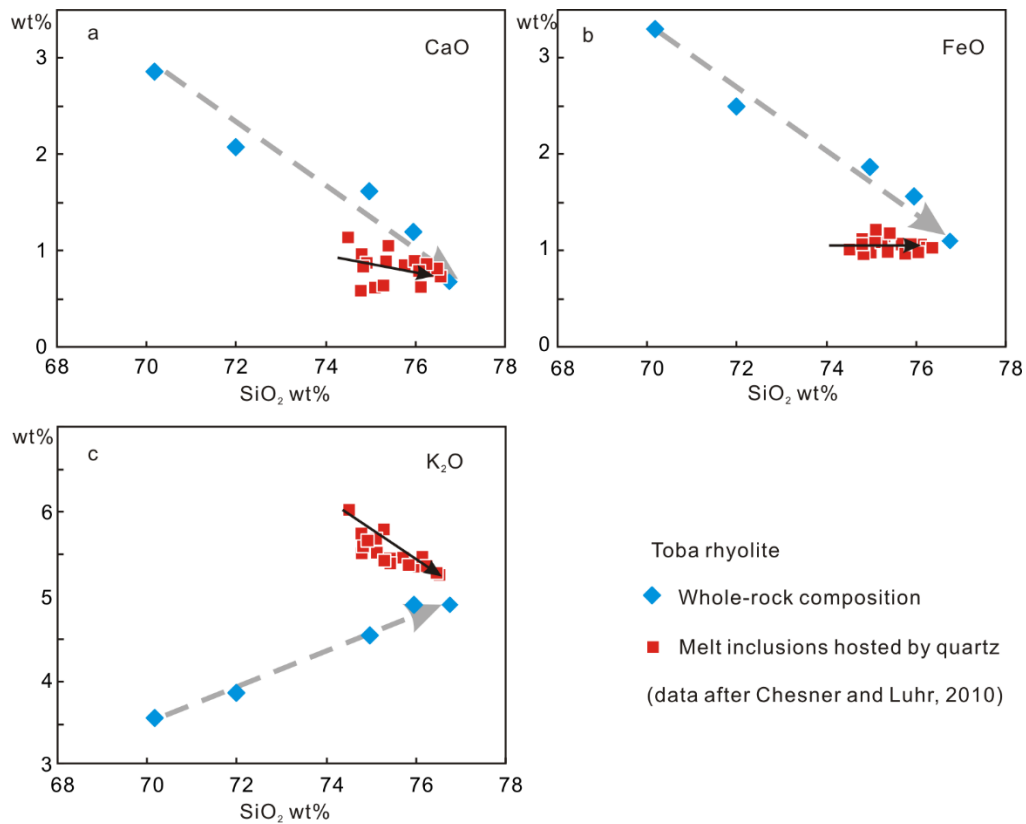 wt%
a
CaO
3
2
1
0
68
70
72
74
76
78
SiO₂ wt%
wt%
b
FeO
3
2
1
0
68
70
72
74
76
78
SiO₂ wt%
wt%
c
K₂O
6
5
4
3
68
70
72
74
76
78
SiO₂ wt%
Toba rhyolite
Whole-rock composition
Melt inclusions hosted by quartz
(data after Chesner and Luhr, 2010)